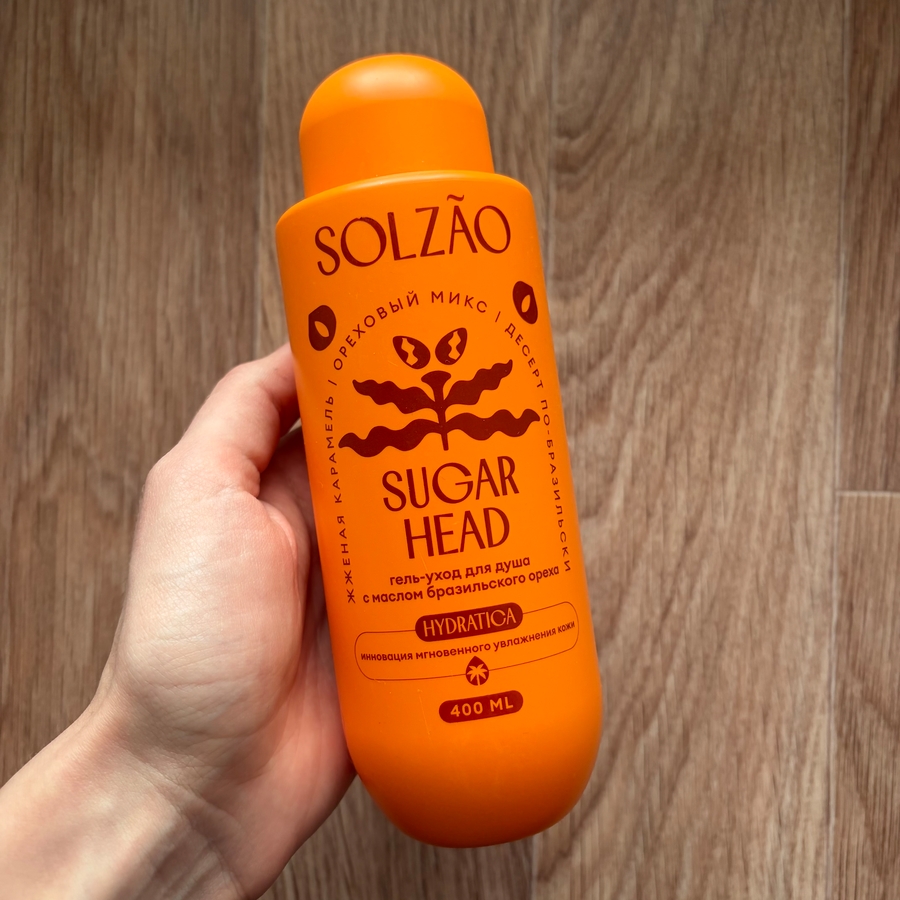 SOLZÃO
ЖЖЕНАЯ КАРАМЕЛЬ / ОРЕХОВЫЙ МИКС / ДЕСЕРТ ПО-БРАЗИЛЬСКИ
SUGAR
HEAD
гель-уход для душа
с маслом бразильского ореха
HYDRATICA
инновация мгновенного увлажнения кожи
400 ML